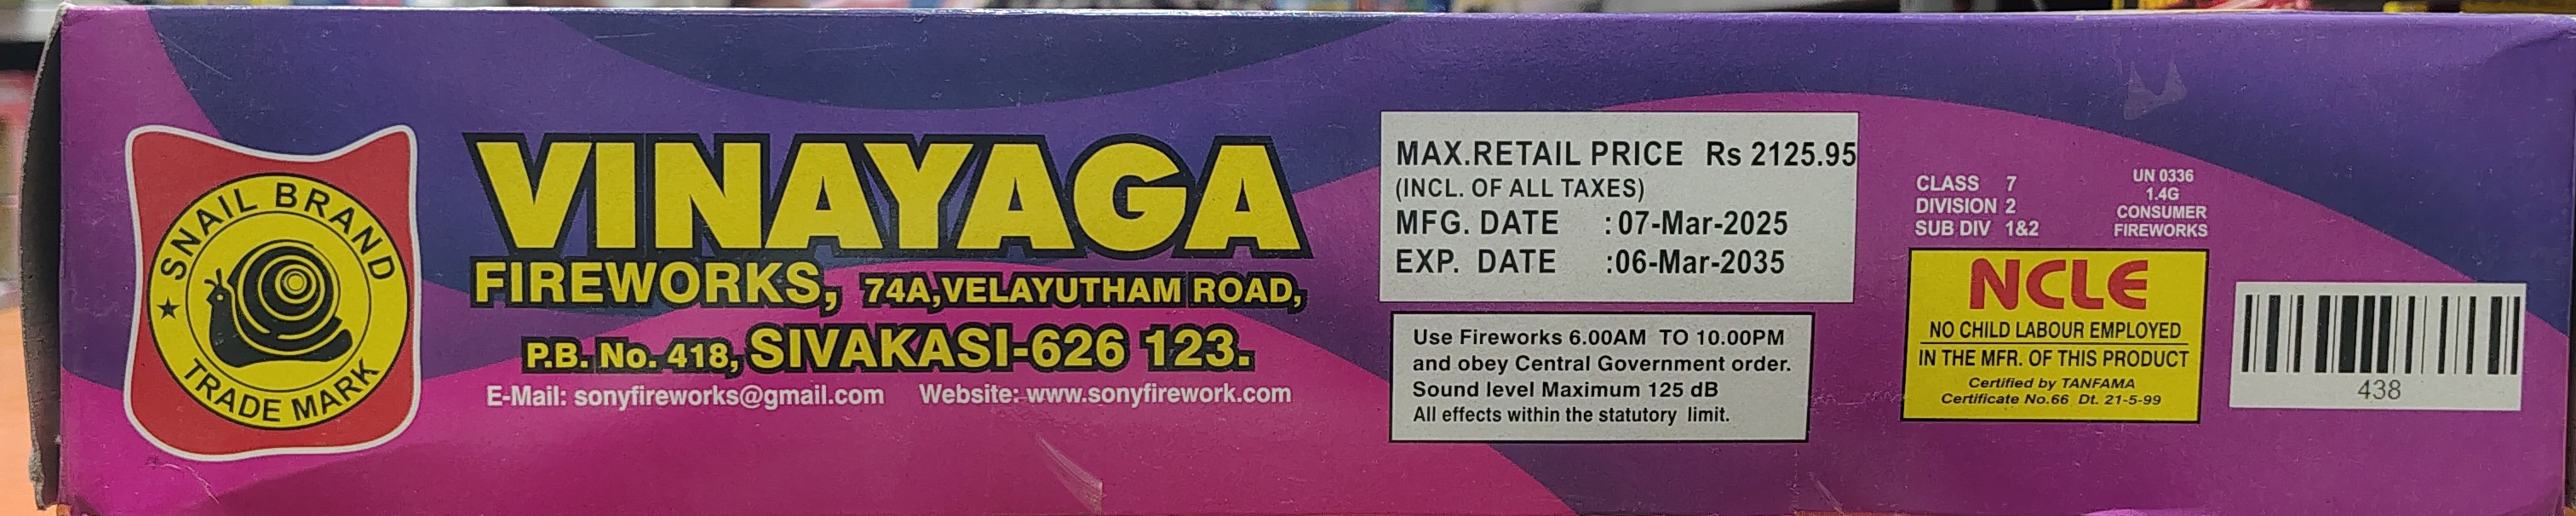 SNAIL BRAND
TRADE MARK
VINAYAGA
FIREWORKS, 74A,VELAYUTHAM ROAD,
P.B. No. 418, SIVAKASI-626 123.
E-Mail: sonyfireworks@gmail.com Website: www.sonyfirework.com
MAX.RETAIL PRICE Rs 2125.95
(INCL. OF ALL TAXES)
MFG. DATE :07-Mar-2025
EXP. DATE :06-Mar-2035
Use Fireworks 6.00AM TO 10.00PM
and obey Central Government order.
Sound level Maximum 125 dB
All effects within the statutory limit.
CLASS 7
DIVISION 2
SUB DIV 1&2
UN 0336
1.4G
CONSUMER
FIREWORKS
NCLE
NO CHILD LABOUR EMPLOYED
IN THE MFR. OF THIS PRODUCT
Certified by TANFAMA
Certificate No.66 Dt. 21-5-99
438